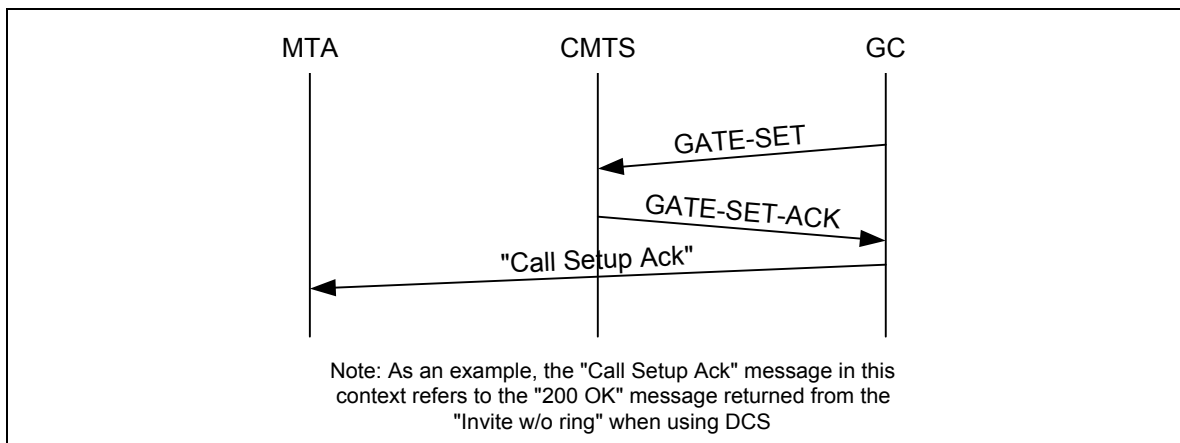 MTA CMTS GC
GATE-SET
GATE-SET-ACK
"Call Setup Ack"
Note: As an example, the "Call Setup Ack" message in this
context refers to the "200 OK" message returned from the
"Invite w/o ring" when using DCS